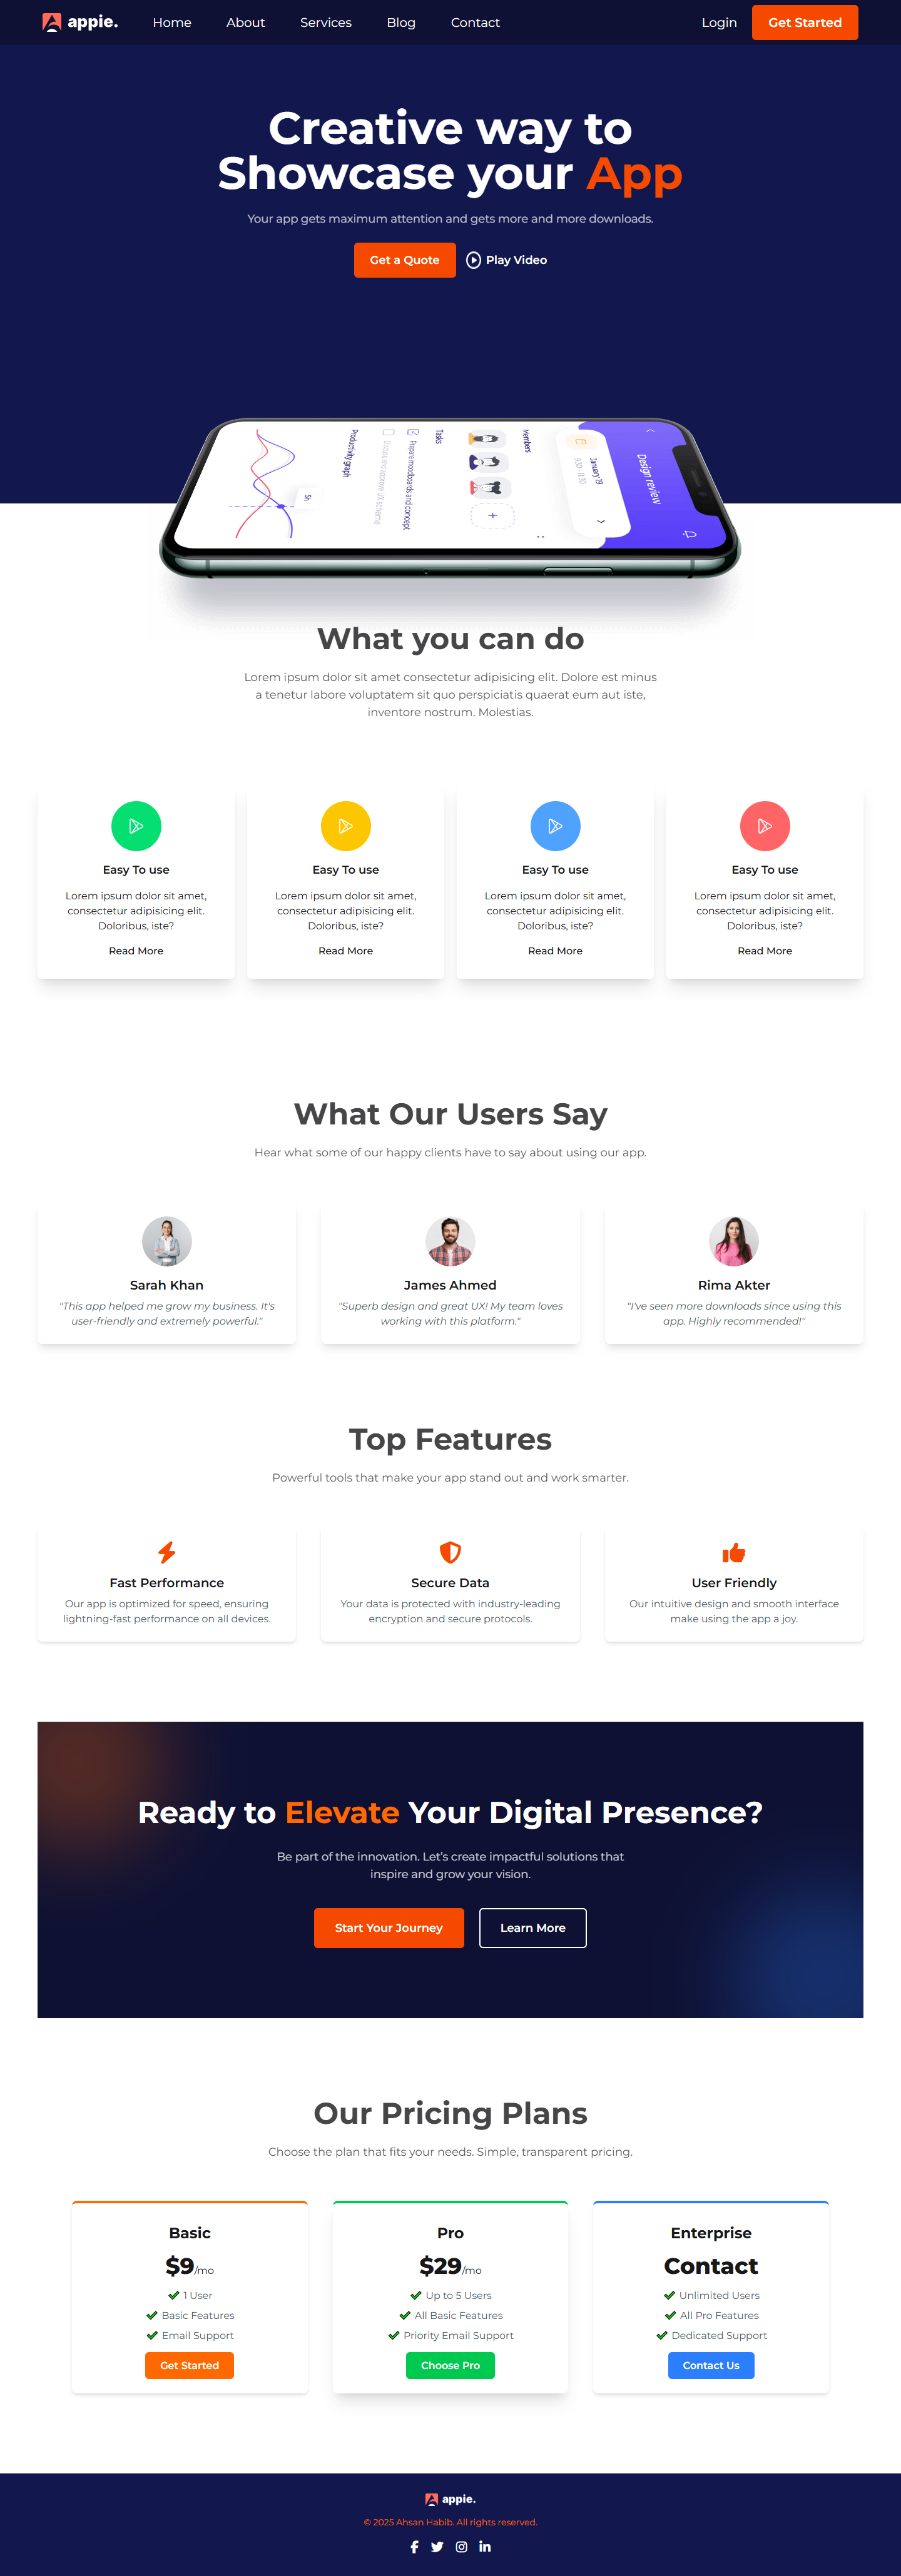 appie.
Home
About
Services
Blog
Contact
Login
Get Started
Creative way to
Showcase your App
Your app gets maximum attention and gets more and more downloads.
Get a Quote
Play Video
Design review
January 19
9:30 - 11:30
Members
Tasks
Prepare moodboards and concept
Discuss and approve UX scheme
Productivity graph
5h
What you can do
Lorem ipsum dolor sit amet consectetur adipisicing elit. Dolore est minus
a tenetur labore voluptatem sit quo perspiciatis quaerat eum aut iste,
inventore nostrum. Molestias.
Easy To use
Lorem ipsum dolor sit amet,
consectetur adipisicing elit.
Doloribus, iste?
Read More
Easy To use
Lorem ipsum dolor sit amet,
consectetur adipisicing elit.
Doloribus, iste?
Read More
Easy To use
Lorem ipsum dolor sit amet,
consectetur adipisicing elit.
Doloribus, iste?
Read More
Easy To use
Lorem ipsum dolor sit amet,
consectetur adipisicing elit.
Doloribus, iste?
Read More
What Our Users Say
Hear what some of our happy clients have to say about using our app.
Sarah Khan
"This app helped me grow my business. It's
user-friendly and extremely powerful."
James Ahmed
"Superb design and great UX! My team loves
working with this platform."
Rima Akter
"I've seen more downloads since using this
app. Highly recommended!"
Top Features
Powerful tools that make your app stand out and work smarter.
Fast Performance
Our app is optimized for speed, ensuring
lightning-fast performance on all devices.
Secure Data
Your data is protected with industry-leading
encryption and secure protocols.
User Friendly
Our intuitive design and smooth interface
make using the app a joy.
Ready to Elevate Your Digital Presence?
Be part of the innovation. Let's create impactful solutions that
inspire and grow your vision.
Start Your Journey
Learn More
Our Pricing Plans
Choose the plan that fits your needs. Simple, transparent pricing.
Basic
$9/mo
1 User
Basic Features
Email Support
Get Started
Pro
$29/mo
Up to 5 Users
All Basic Features
Priority Email Support
Choose Pro
Enterprise
Contact
Unlimited Users
All Pro Features
Dedicated Support
Contact Us
appie.
© 2025 Ahsan Habib. All rights reserved.